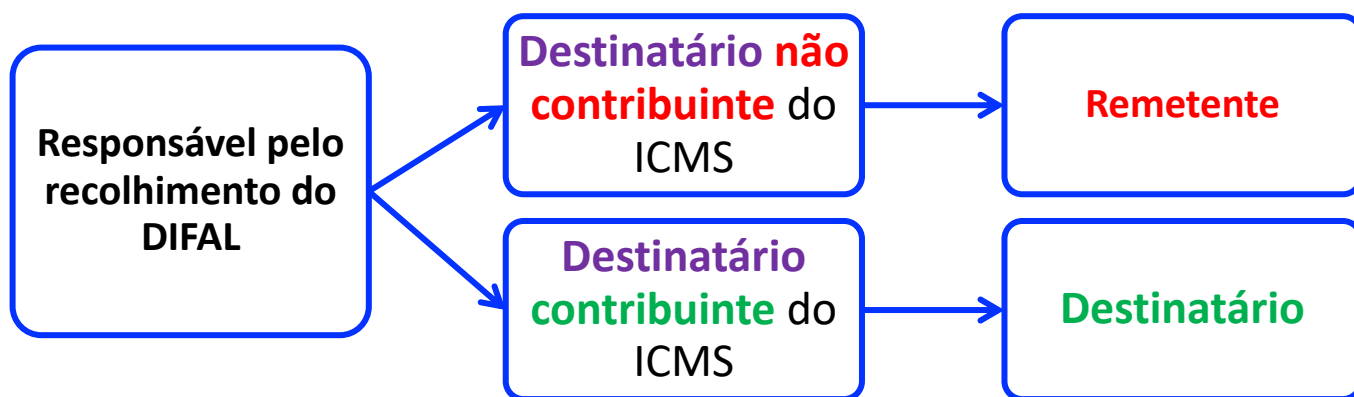 Responsável pelo
recolhimento do
DIFAL
Destinatário não
contribuinte do
ICMS
Remetente
Destinatário
contribuinte do
ICMS
Destinatário